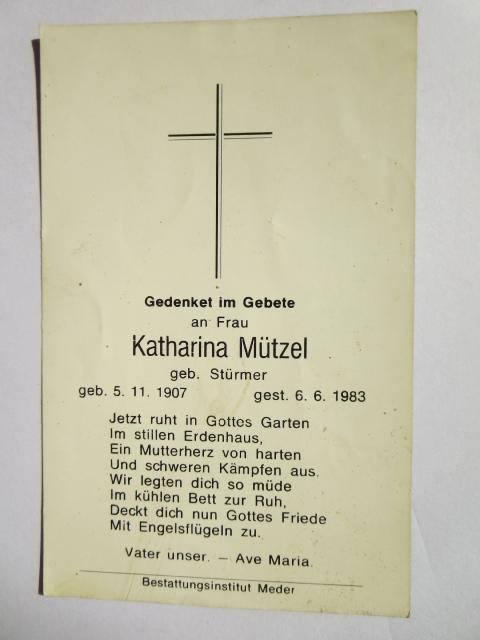 Gedenket im Gebete
an Frau
Katharina Mützel
geb. Stürmer
geb. 5. 11. 1907 gest. 6. 6. 1983
Jetzt ruht in Gottes Garten
Im stillen Erdenhaus,
Ein Mutterherz von harten
Und schweren Kämpfen aus.
Wir legten dich so müde
Im kühlen Bett zur Ruh,
Deckt dich nun Gottes Friede
Mit Engelsflügeln zu.
Vater unser. – Ave Maria.
Bestattungsinstitut Meder